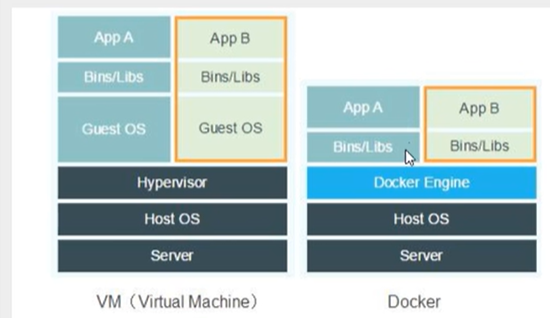 App A
App B
Bins/Libs
Bins/Libs
Guest OS
Guest OS
Hypervisor
Host OS
Server
VM（Virtual Machine）
App A
App B
Bins/Libs
Bins/Libs
Docker Engine
Host OS
Server
Docker